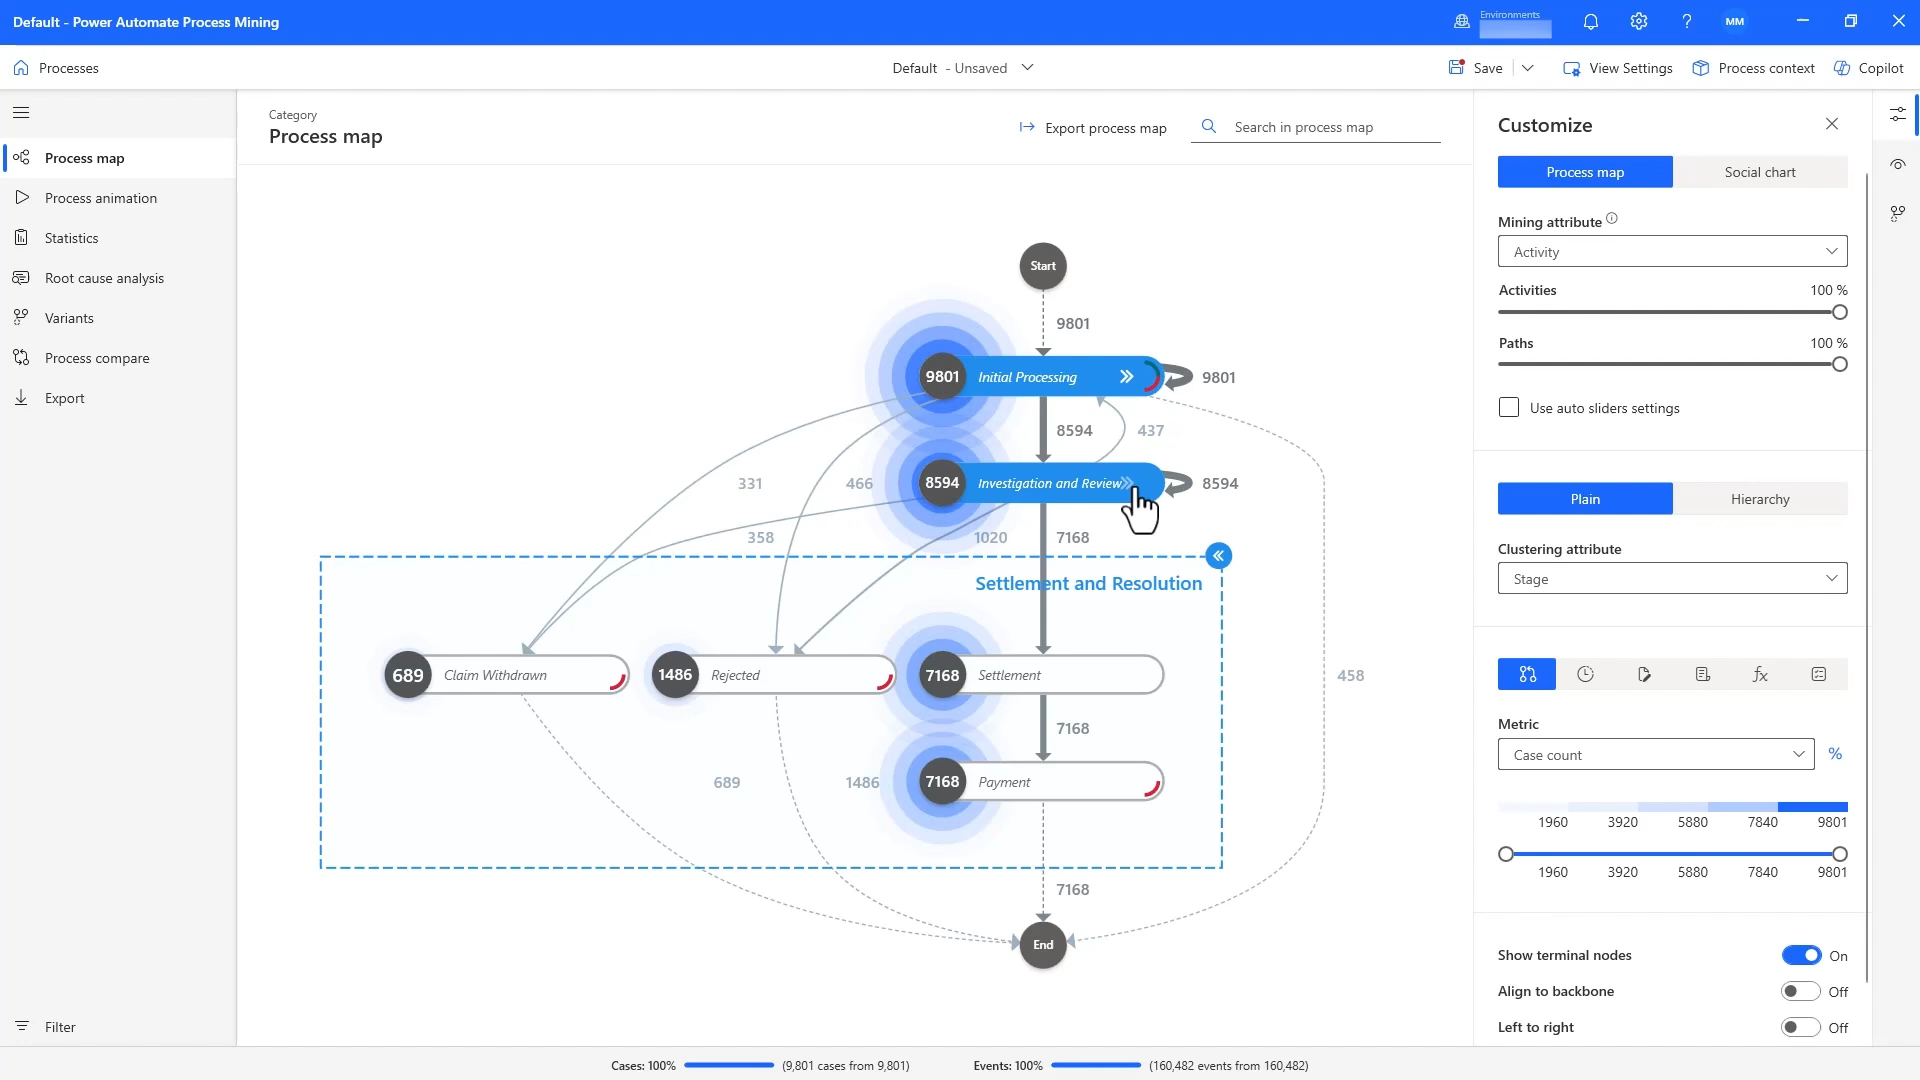 Default - Power Automate Process Mining
Environments
MM
Processes
Default - Unsaved
Save
View Settings
Process context
Copilot
Process map
Process animation
Statistics
Root cause analysis
Variants
Process compare
Export
Filter
Category
Process map
Export process map
Search in process map
Start
9801
9801 Initial Processing 9801
8594 437
331 466
8594 Investigation and Review 8594
358 1020 7168
Settlement and Resolution
689 Claim Withdrawn
1486 Rejected
7168 Settlement
458
7168
7168 Payment
689 1486
7168
End
Customize
Process map Social chart
Mining attribute
Activity
Activities 100 %
Paths 100 %
Use auto sliders settings
Plain Hierarchy
Clustering attribute
Stage
fx
Metric
Case count %
1960 3920 5880 7840 9801
1960 3920 5880 7840 9801
Show terminal nodes On
Align to backbone Off
Left to right Off
Cases: 100% (9,801 cases from 9,801) Events: 100% (160,482 events from 160,482)